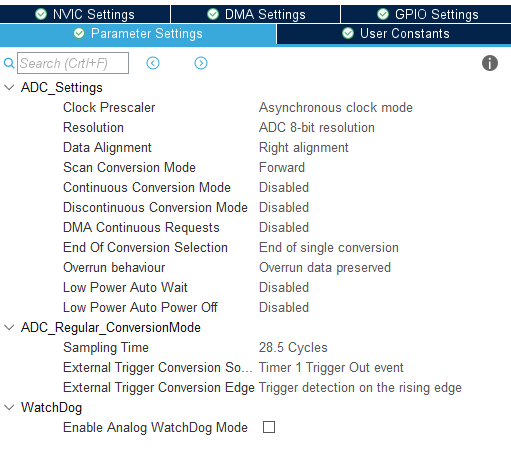 NVIC Settings DMA Settings GPIO Settings
Parameter Settings User Constants
Search (Crtl+F)
ADC_Settings
Clock Prescaler Asynchronous clock mode
Resolution ADC 8-bit resolution
Data Alignment Right alignment
Scan Conversion Mode Forward
Continuous Conversion Mode Disabled
Discontinuous Conversion Mode Disabled
DMA Continuous Requests Disabled
End Of Conversion Selection End of single conversion
Overrun behaviour Overrun data preserved
Low Power Auto Wait Disabled
Low Power Auto Power Off Disabled
ADC_Regular_ConversionMode
Sampling Time 28.5 Cycles
External Trigger Conversion So... Timer 1 Trigger Out event
External Trigger Conversion Edge Trigger detection on the rising edge
WatchDog
Enable Analog WatchDog Mode